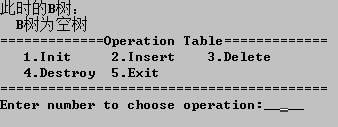 此时的B树：
B树为空树
=============Operation Table=============
1.Init 2.Insert 3.Delete
4.Destroy 5.Exit
=========================================
Enter number to choose operation:_____